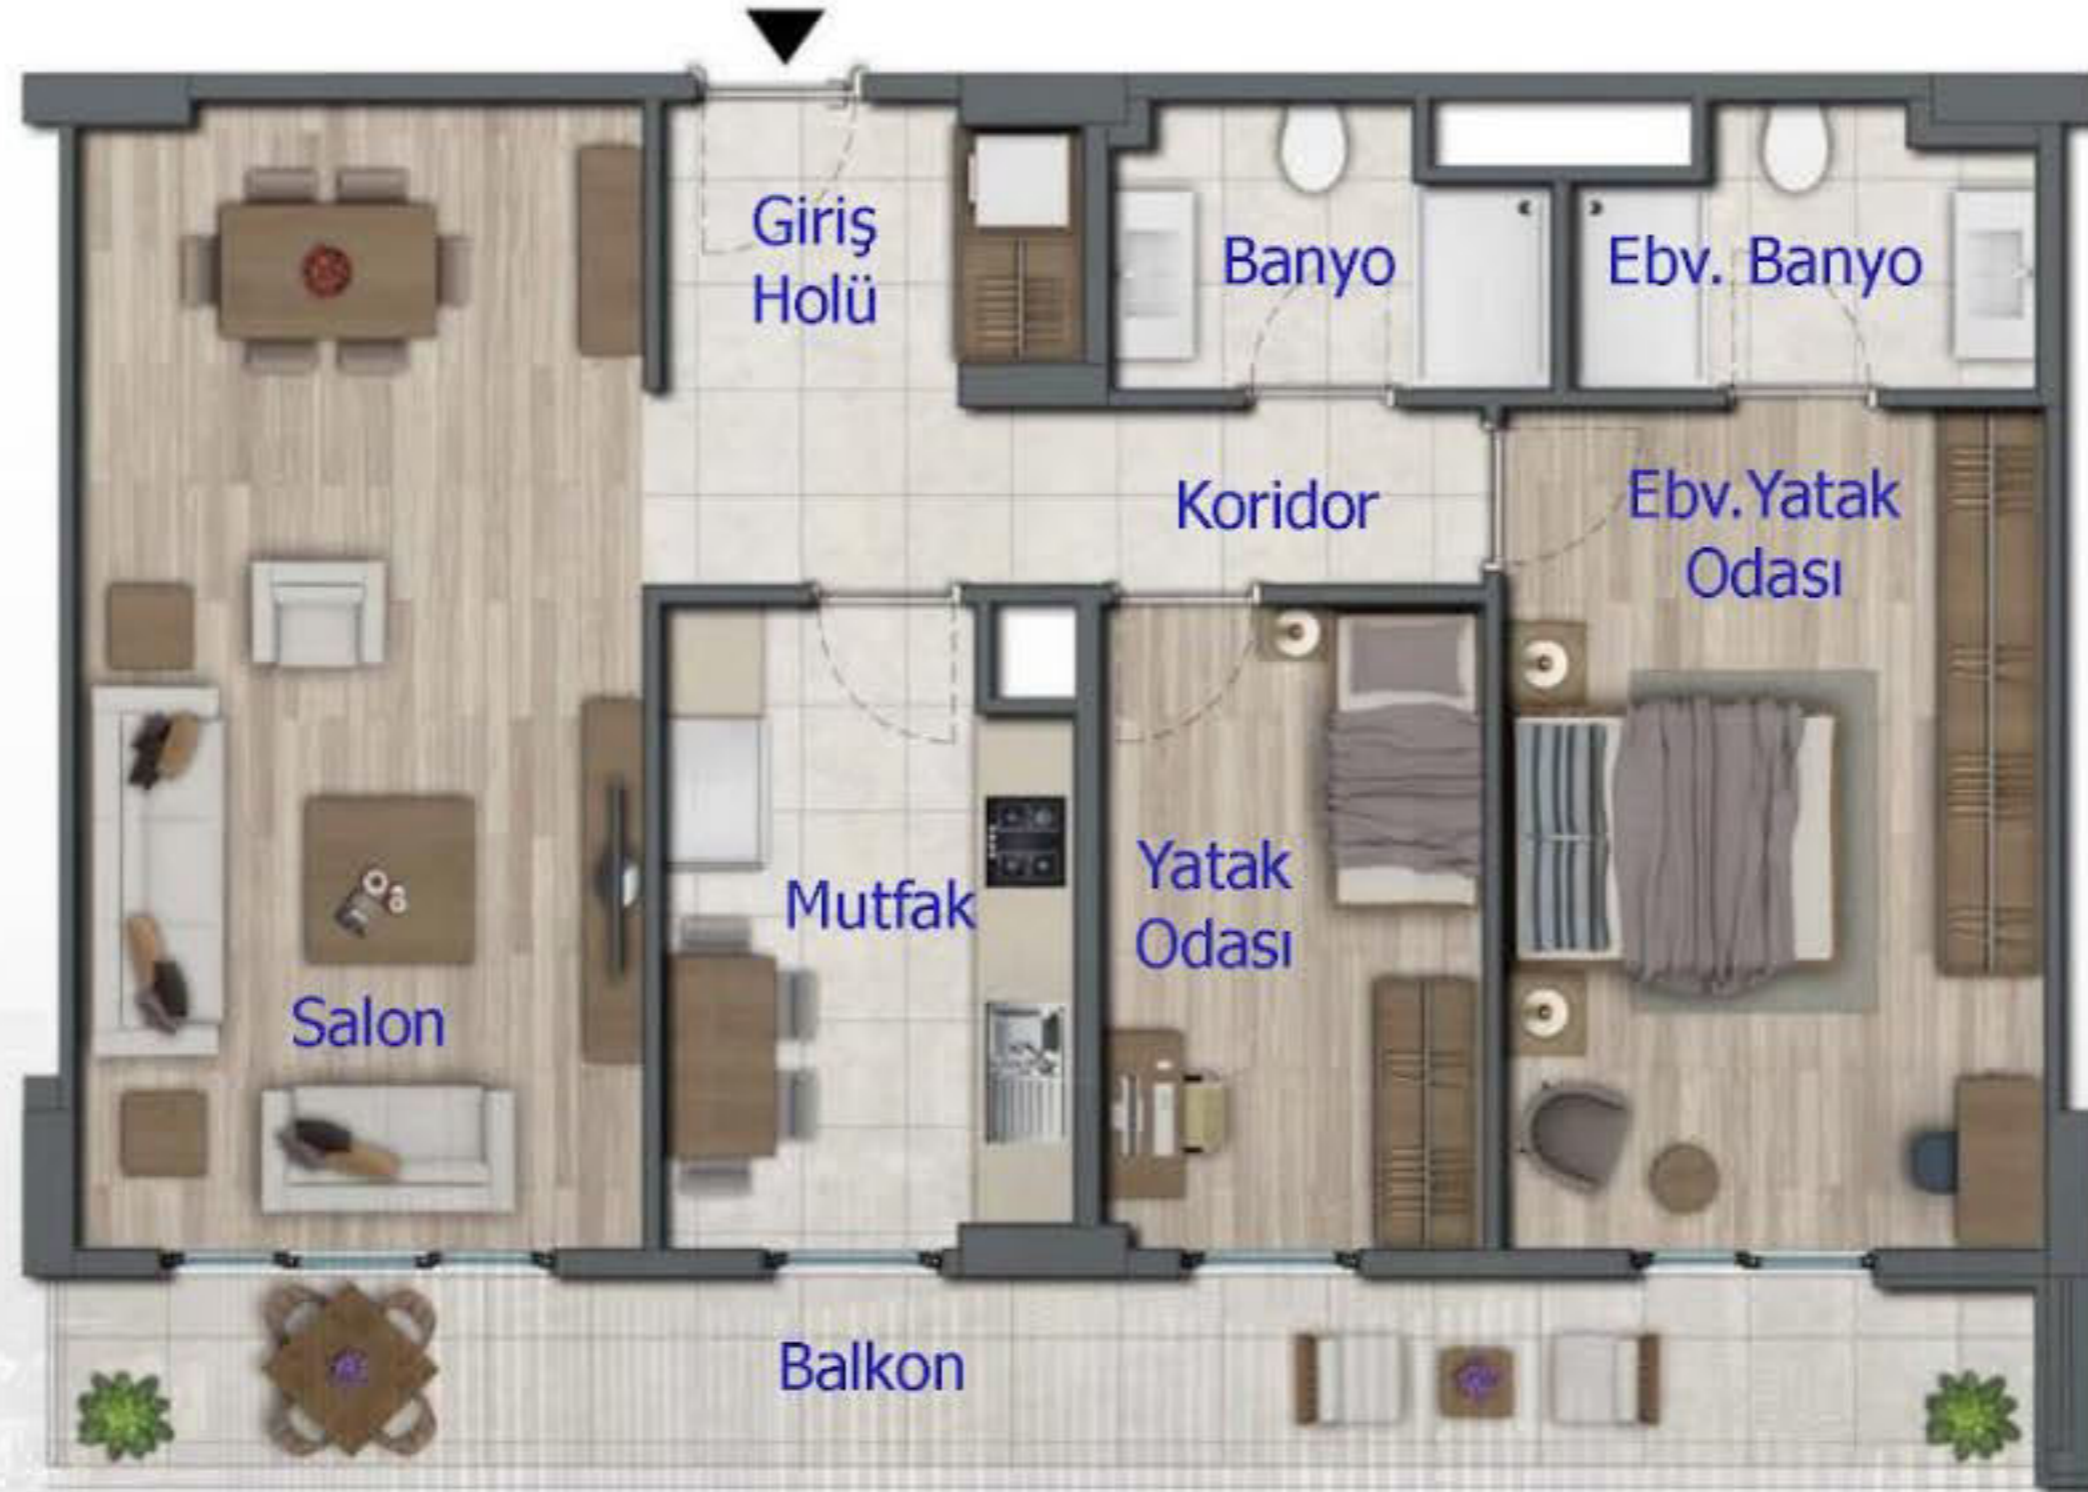 Giriş
Holü
Banyo
Ebv. Banyo
Koridor
Ebv.Yatak
Odası
Mutfak
Yatak
Odası
Salon
Balkon